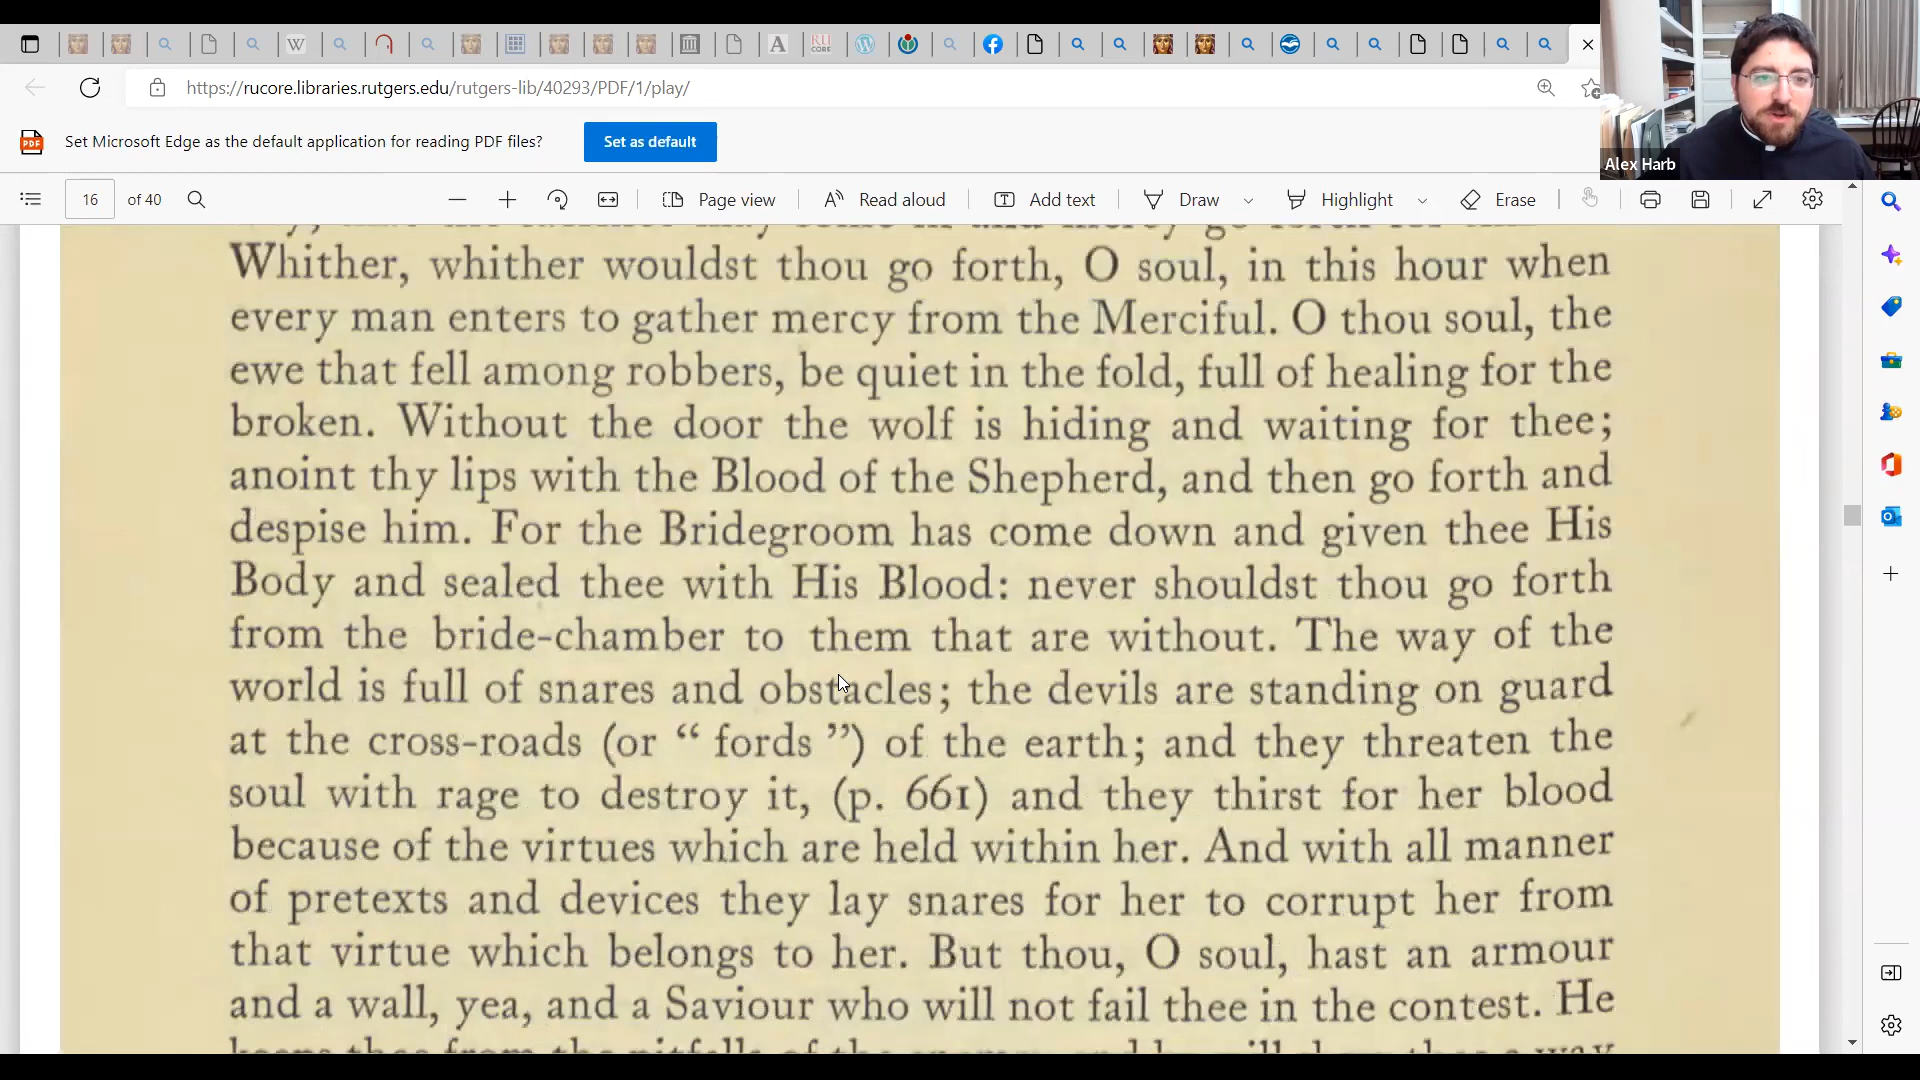 https://rucore.libraries.rutgers.edu/rutgers-lib/40293/PDF/1/play/
Set Microsoft Edge as the default application for reading PDF files?
Set as default
Alex Harb
16 of 40
Page view
Read aloud
Add text
Draw
Highlight
Erase
Whither, whither wouldst thou go forth, O soul, in this hour when
every man enters to gather mercy from the Merciful. O thou soul, the
ewe that fell among robbers, be quiet in the fold, full of healing for the
broken. Without the door the wolf is hiding and waiting for thee;
anoint thy lips with the Blood of the Shepherd, and then go forth and
despise him. For the Bridegroom has come down and given thee His
Body and sealed thee with His Blood: never shouldst thou go forth
from the bride-chamber to them that are without. The way of the
world is full of snares and obstacles; the devils are standing on guard
at the cross-roads (or “ fords ”) of the earth; and they threaten the
soul with rage to destroy it, (p. 661) and they thirst for her blood
because of the virtues which are held within her. And with all manner
of pretexts and devices they lay snares for her to corrupt her from
that virtue which belongs to her. But thou, O soul, hast an armour
and a wall, yea, and a Saviour who will not fail thee in the contest. He